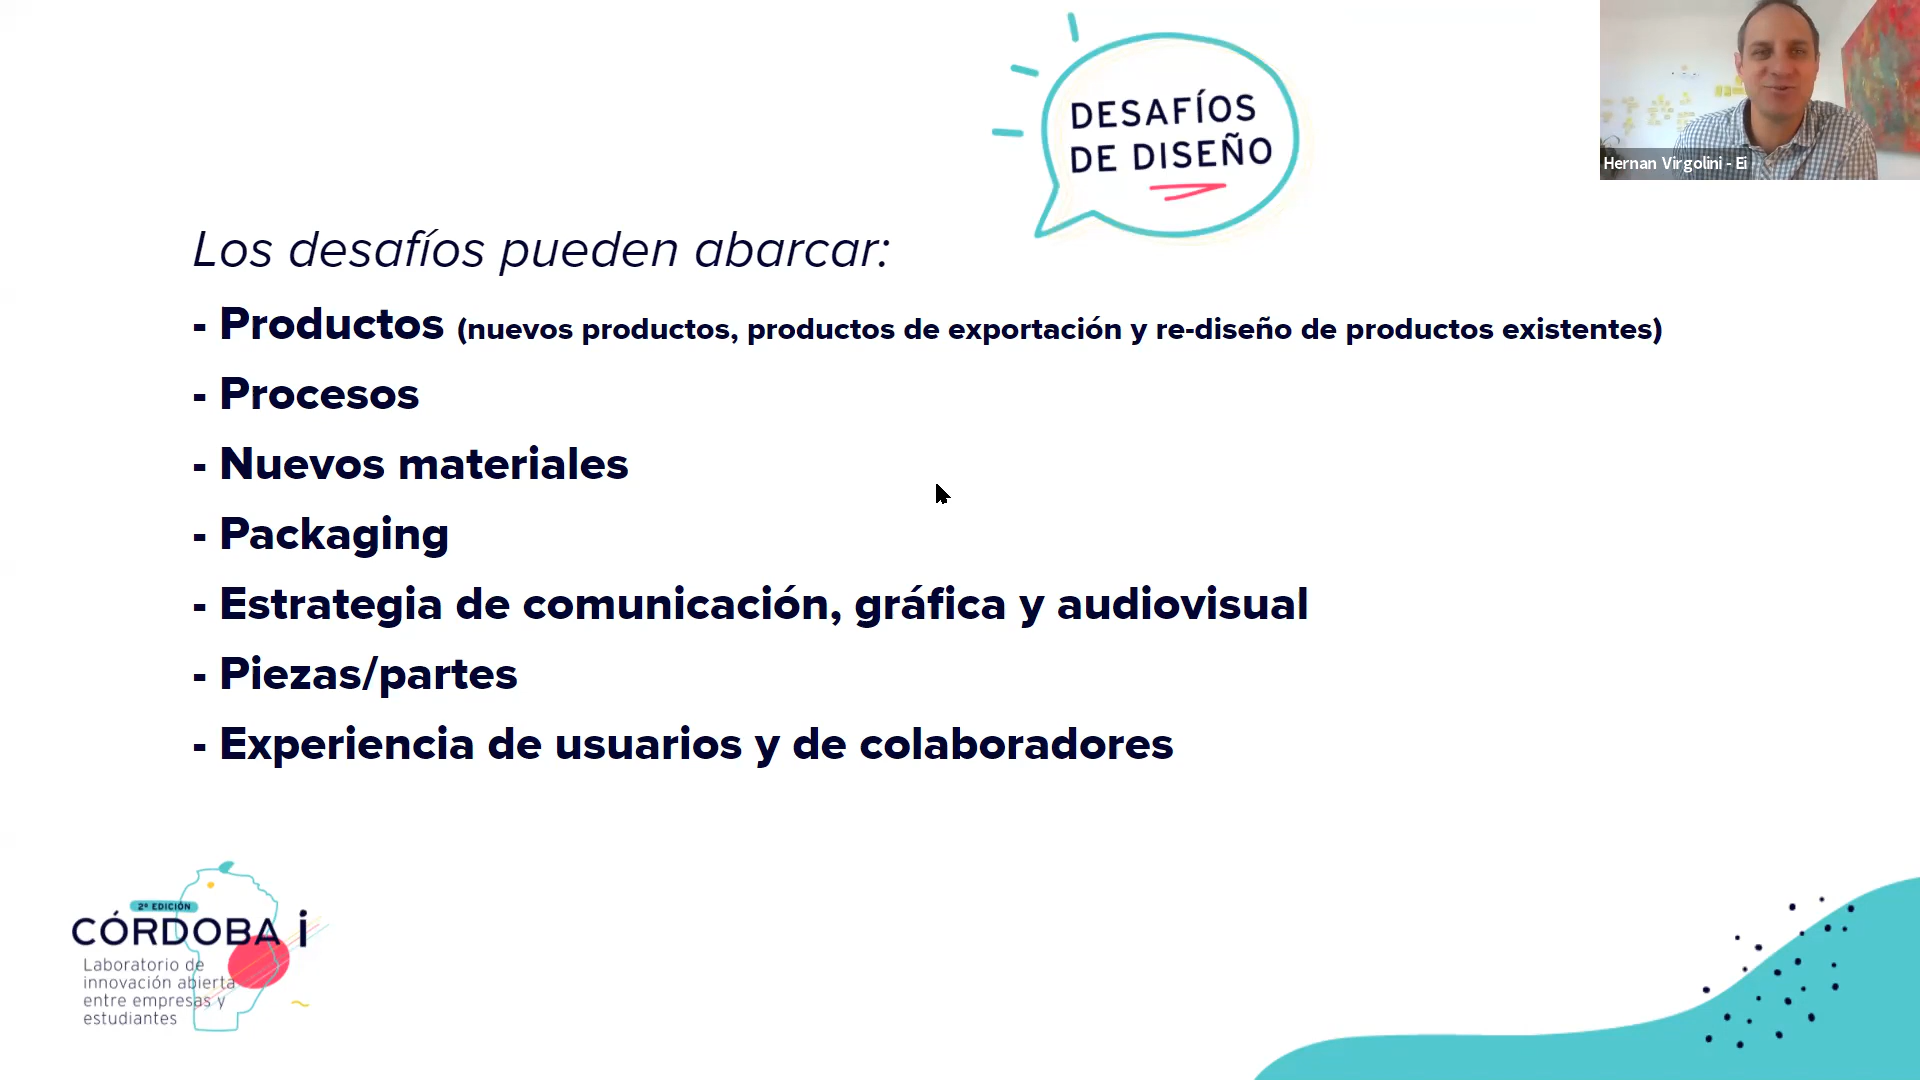 DESAFÍOS
DE DISEÑO
Hernan Virgolini - Ei
Los desafíos pueden abarcar:
- Productos (nuevos productos, productos de exportación y re-diseño de productos existentes)
- Procesos
- Nuevos materiales
- Packaging
- Estrategia de comunicación, gráfica y audiovisual
- Piezas/partes
- Experiencia de usuarios y de colaboradores
2ª EDICIÓN
CÓRDOBA i
Laboratorio de
innovación abierta
entre empresas y
estudiantes